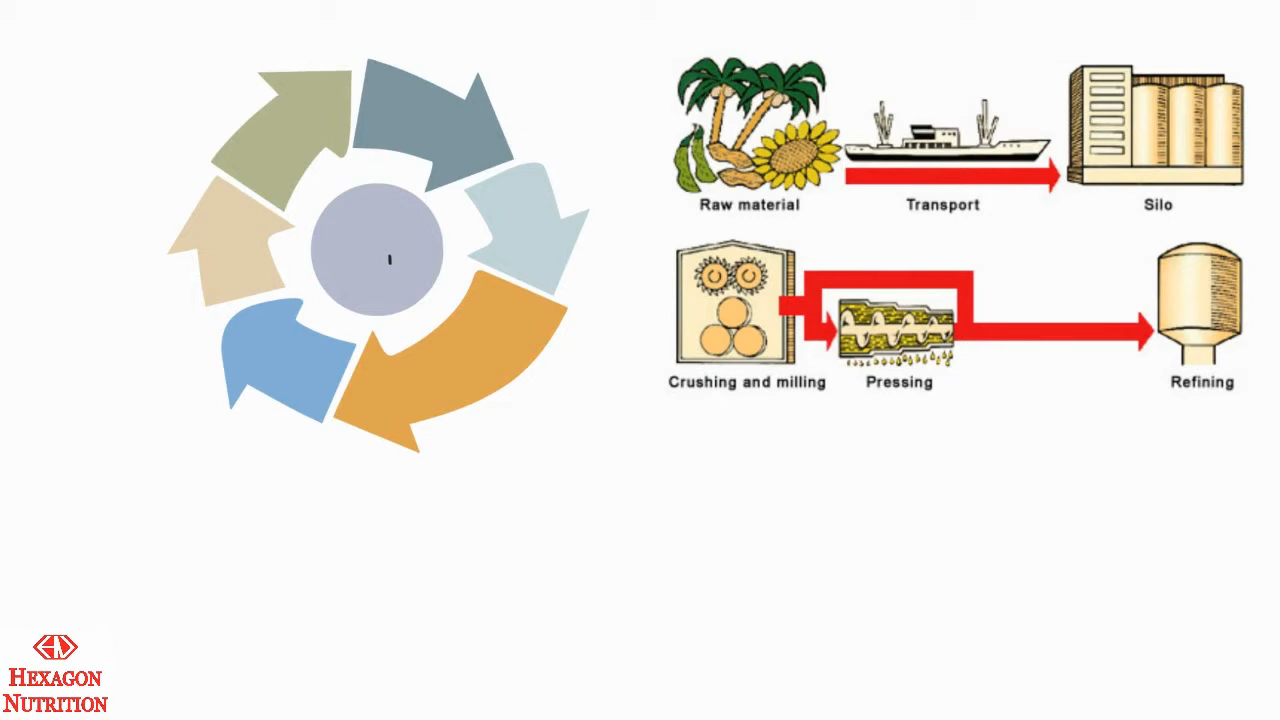 Raw material
Transport
Silo
Crushing and milling
Pressing
Refining
HEXAGON
NUTRITION